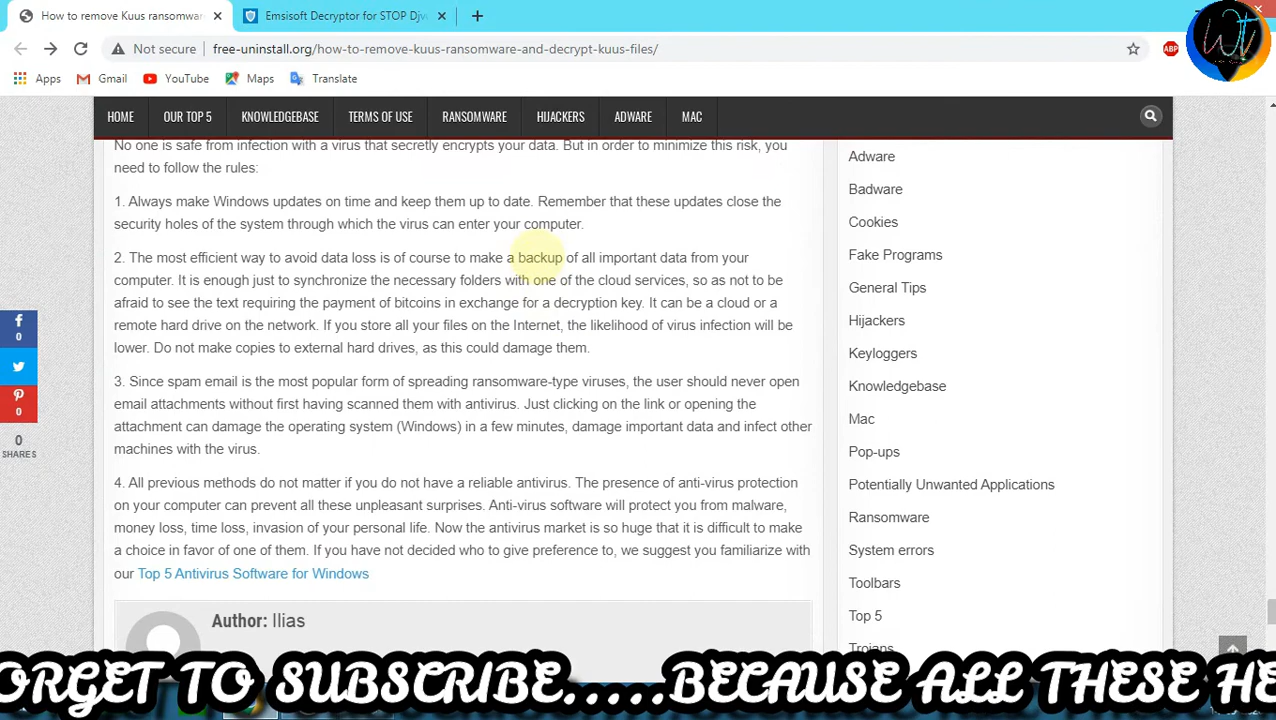 How to remove Kuus ransomware
Emsisoft Decryptor for STOP Djv
Not secure
free-uninstall.org/how-to-remove-kuus-ransomware-and-decrypt-kuus-files/
ABP
Apps
Gmail
YouTube
Maps
Translate
HOME
OUR TOP 5
KNOWLEDGEBASE
TERMS OF USE
RANSOMWARE
HIJACKERS
ADWARE
MAC
No one is safe from infection with a virus that secretly encrypts your data. But in order to minimize this risk, you
need to follow the rules:
1. Always make Windows updates on time and keep them up to date. Remember that these updates close the
security holes of the system through which the virus can enter your computer.
2. The most efficient way to avoid data loss is of course to make a backup of all important data from your
computer. It is enough just to synchronize the necessary folders with one of the cloud services, so as not to be
afraid to see the text requiring the payment of bitcoins in exchange for a decryption key. It can be a cloud or a
remote hard drive on the network. If you store all your files on the Internet, the likelihood of virus infection will be
lower. Do not make copies to external hard drives, as this could damage them.
3. Since spam email is the most popular form of spreading ransomware-type viruses, the user should never open
email attachments without first having scanned them with antivirus. Just clicking on the link or opening the
attachment can damage the operating system (Windows) in a few minutes, damage important data and infect other
machines with the virus.
4. All previous methods do not matter if you do not have a reliable antivirus. The presence of anti-virus protection
on your computer can prevent all these unpleasant surprises. Anti-virus software will protect you from malware,
money loss, time loss, invasion of your personal life. Now the antivirus market is so huge that it is difficult to make
a choice in favor of one of them. If you have not decided who to give preference to, we suggest you familiarize with
our Top 5 Antivirus Software for Windows
Author: Ilias
0
0
0
SHARES
Adware
Badware
Cookies
Fake Programs
General Tips
Hijackers
Keyloggers
Knowledgebase
Mac
Pop-ups
Potentially Unwanted Applications
Ransomware
System errors
Toolbars
Top 5
Trojans
ORGET TO SUBSCRIBE.....BECAUSE ALL THESE HE